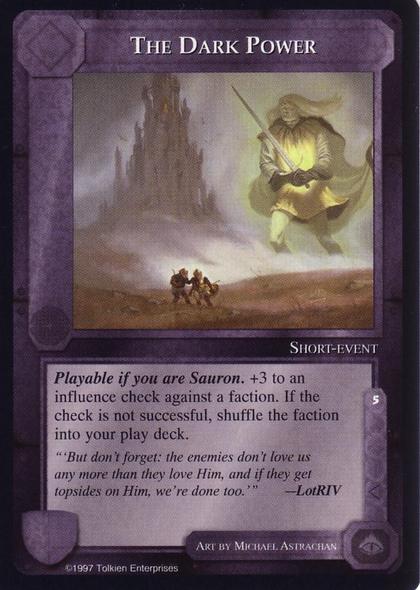 THE DARK POWER
SHORT-EVENT
Playable if you are Sauron. +3 to an
influence check against a faction. If the
check is not successful, shuffle the faction
into your play deck.
5
“‘But don't forget: the enemies don't love us
any more than they love Him, and if they get
topsides on Him, we're done too.’” —LotRIV
ART BY MICHAEL ASTRACHAN
©1997 Tolkien Enterprises